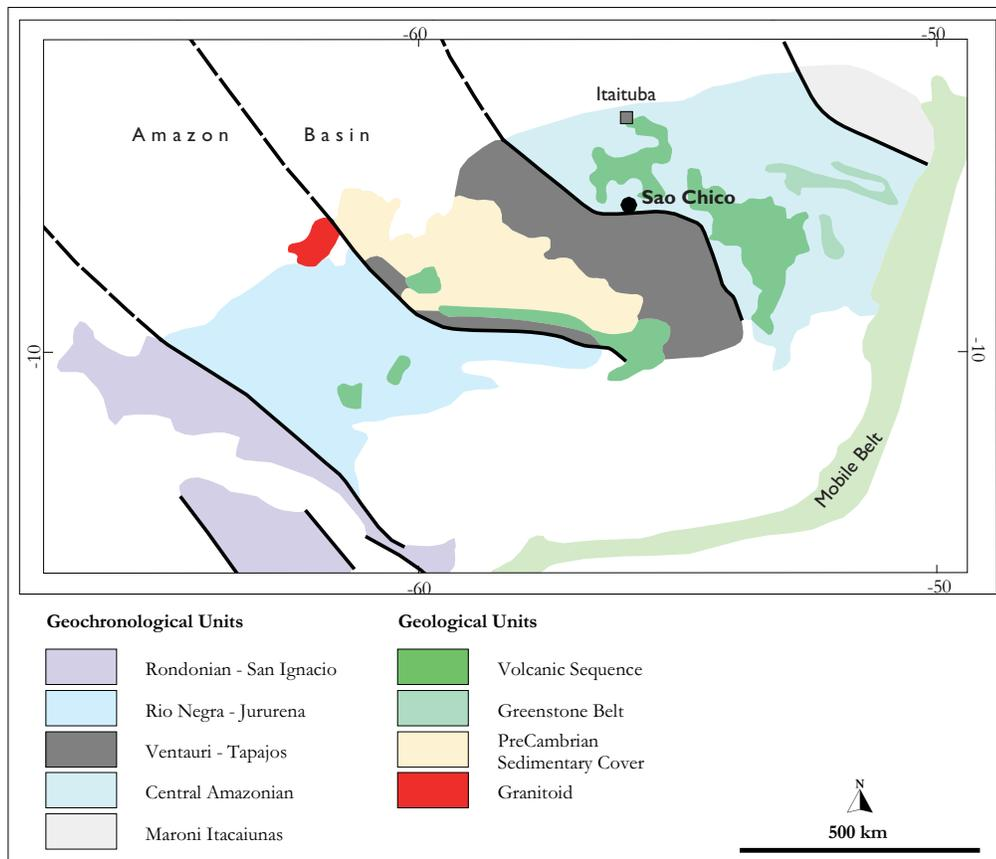 -60
-50
Itaituba
Amazon Basin
Sao Chico
-10
-10
Mobile Belt
-60
-50
Geochronological Units
Rondonian - San Ignacio
Rio Negra - Jururena
Ventauri - Tapajos
Central Amazonian
Maroni Itacaiunas
Geological Units
Volcanic Sequence
Greenstone Belt
PreCambrian
Sedimentary Cover
Granitoid
N
500 km